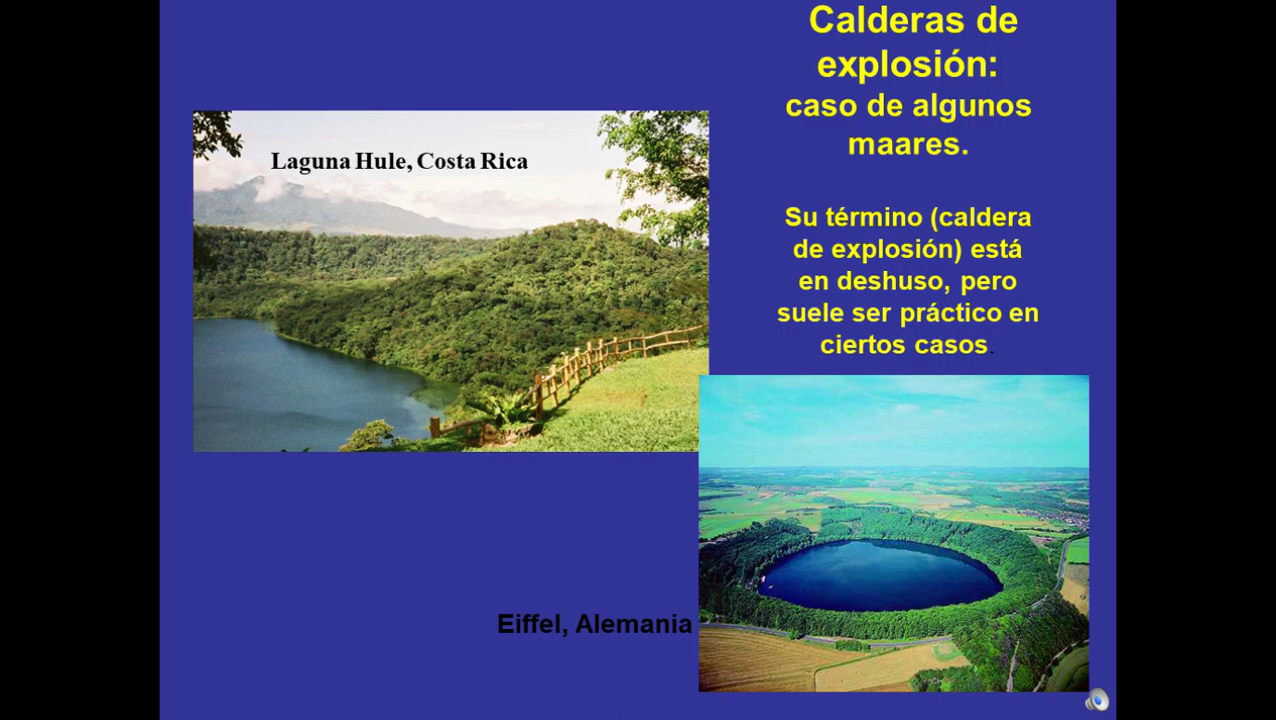 Calderas de
explosión:
caso de algunos
maares.
Laguna Hule, Costa Rica
Su término (caldera
de explosión) está
en deshuso, pero
suele ser práctico en
ciertos casos.
Eiffel, Alemania